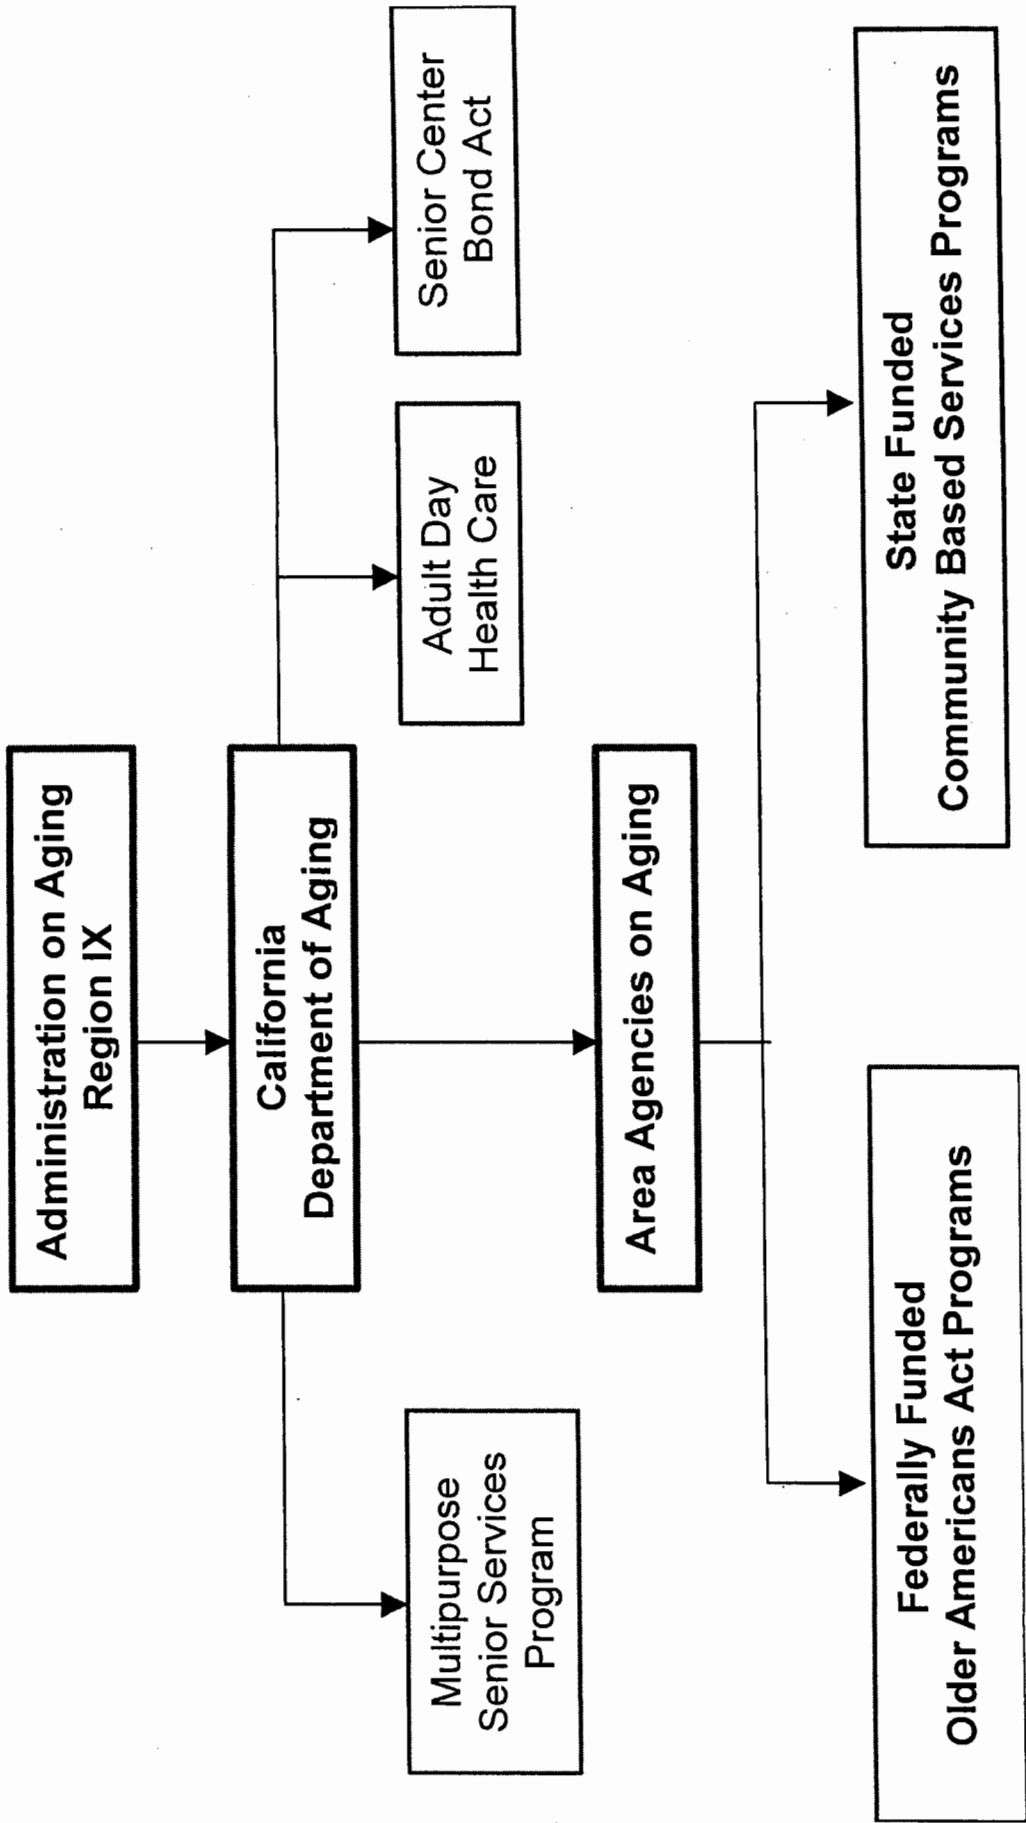 Administration on Aging
Region IX
California
Department of Aging
Multipurpose
Senior Services
Program
Adult Day
Health Care
Senior Center
Bond Act
Area Agencies on Aging
Federally Funded
Older Americans Act Programs
State Funded
Community Based Services Programs